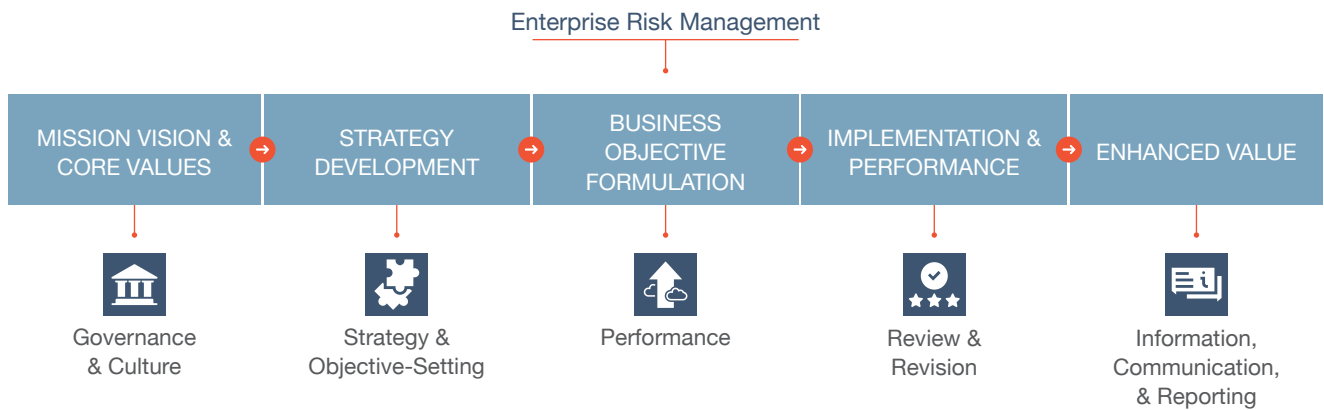 Enterprise Risk Management
MISSION VISION &
CORE VALUES
STRATEGY
DEVELOPMENT
BUSINESS
OBJECTIVE
FORMULATION
IMPLEMENTATION &
PERFORMANCE
ENHANCED VALUE
Governance
& Culture
Strategy &
Objective-Setting
Performance
Review &
Revision
Information,
Communication,
& Reporting